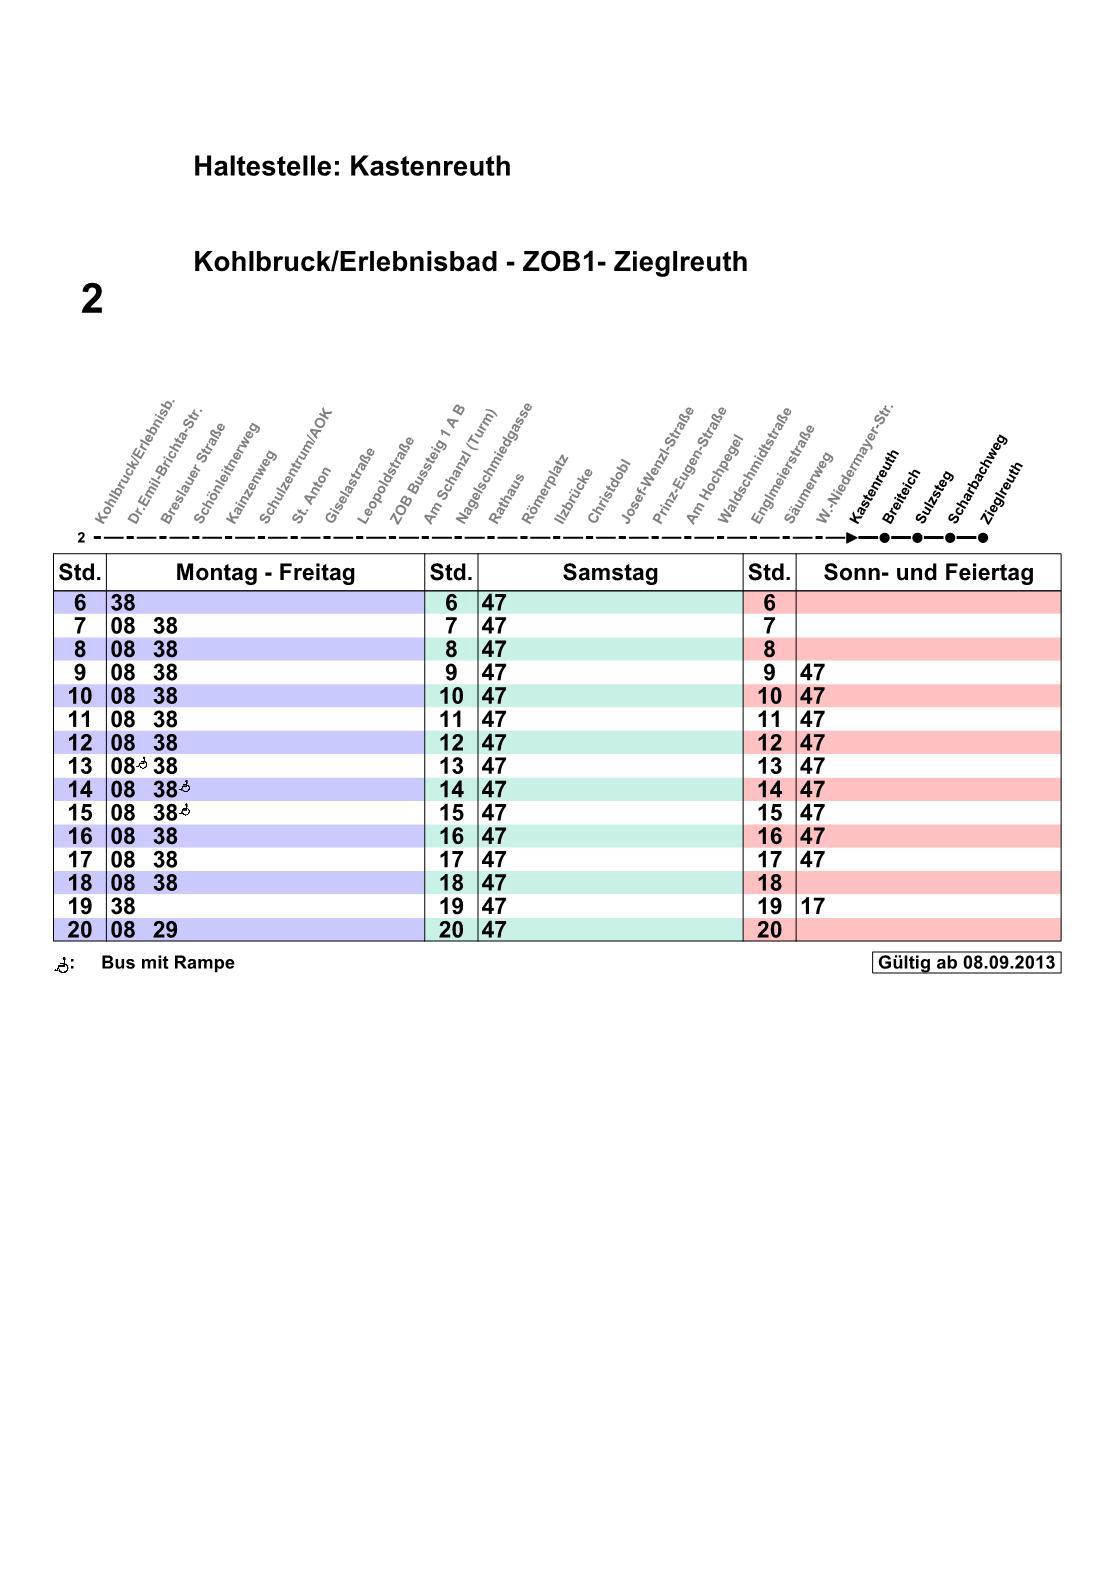 Haltestelle: Kastenreuth
Kohlbruck/Erlebnisbad - ZOB1- Zieglreuth
2
Kohlbruck/Erlebnisb.
Dr.Emil-Brichta-Str.
Breslauer Straße
Schönleitnerweg
Kainzenweg
Schulzentrum/AOK
St. Anton
Giselastraße
Leopoldstraße
ZOB Bussteig 1 A B
Am Schanzl (Turm)
Nagelschmiedgasse
Rathaus
Römerplatz
Ilzbrücke
Christdobl
Josef-Wenzl-Straße
Prinz-Eugen-Straße
Am Hochpegel
Waldschmidtstraße
Englmeierstraße
Säumerweg
W.-Niedermayer-Str.
Kastenreuth
Breiteich
Sulzsteg
Scharbachweg
Zieglreuth
2
Std. Montag - Freitag Std. Samstag Std. Sonn- und Feiertag
6 38 6 47 6
7 08 38 7 47 7
8 08 38 8 47 8
9 08 38 9 47 9 47
10 08 38 10 47 10 47
11 08 38 11 47 11 47
12 08 38 12 47 12 47
13 08 38 13 47 13 47
14 08 38 14 47 14 47
15 08 38 15 47 15 47
16 08 38 16 47 16 47
17 08 38 17 47 17 47
18 08 38 18 47 18
19 38 19 47 19 17
20 08 29 20 47 20
: Bus mit Rampe Gültig ab 08.09.2013